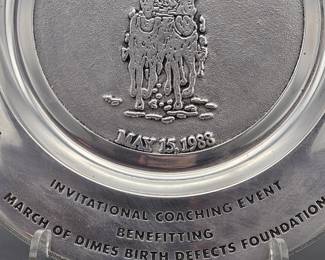 MAY 15, 1988
INVITATIONAL COACHING EVENT
BENEFITTING
MARCH OF DIMES BIRTH DEFECTS FOUNDATION